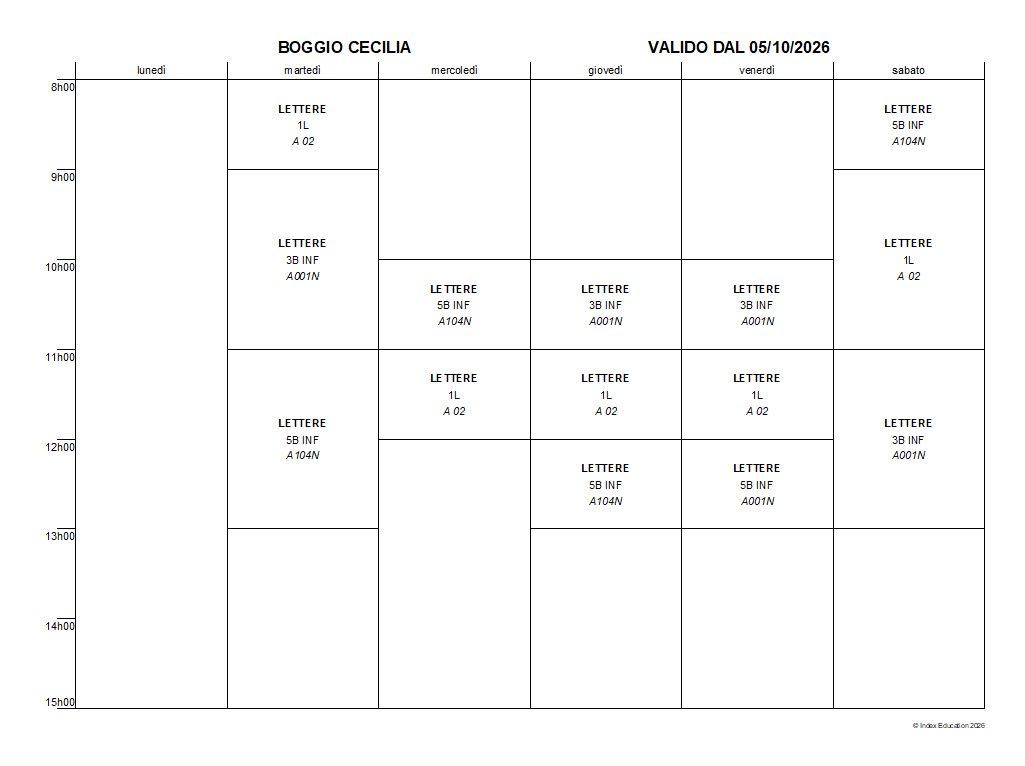 BOGGIO CECILIA
VALIDO DAL 05/10/2026
lunedì
martedì
mercoledì
giovedì
venerdì
sabato
8h00
LETTERE
1L
A 02
LETTERE
5B INF
A104N
9h00
LETTERE
3B INF
A001N
LETTERE
1L
A 02
10h00
LETTERE
5B INF
A104N
LETTERE
3B INF
A001N
LETTERE
3B INF
A001N
11h00
LETTERE
5B INF
A104N
LETTERE
1L
A 02
LETTERE
1L
A 02
LETTERE
1L
A 02
LETTERE
3B INF
A001N
12h00
LETTERE
5B INF
A104N
LETTERE
5B INF
A001N
13h00
14h00
15h00
© Index Education 2026